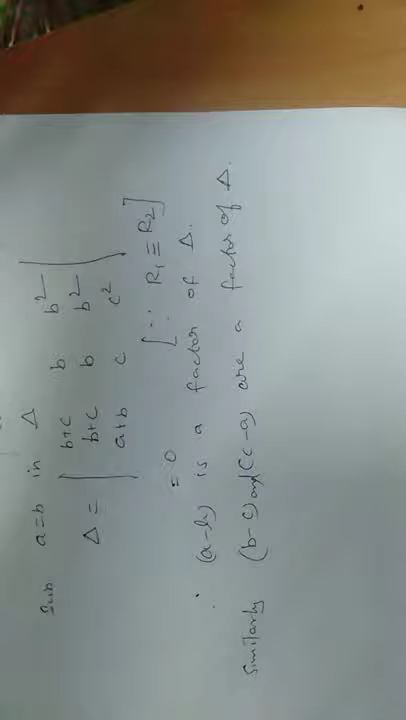 Sub a=b in Δ
Δ = | b+c b b² |
| b+c b b² |
| a+b c c² |
= 0 [∵ R₁ ≡ R₂]
∴ (a-b) is a factor of Δ.
Similarly (b-c) and (c-a) are a factor of Δ.